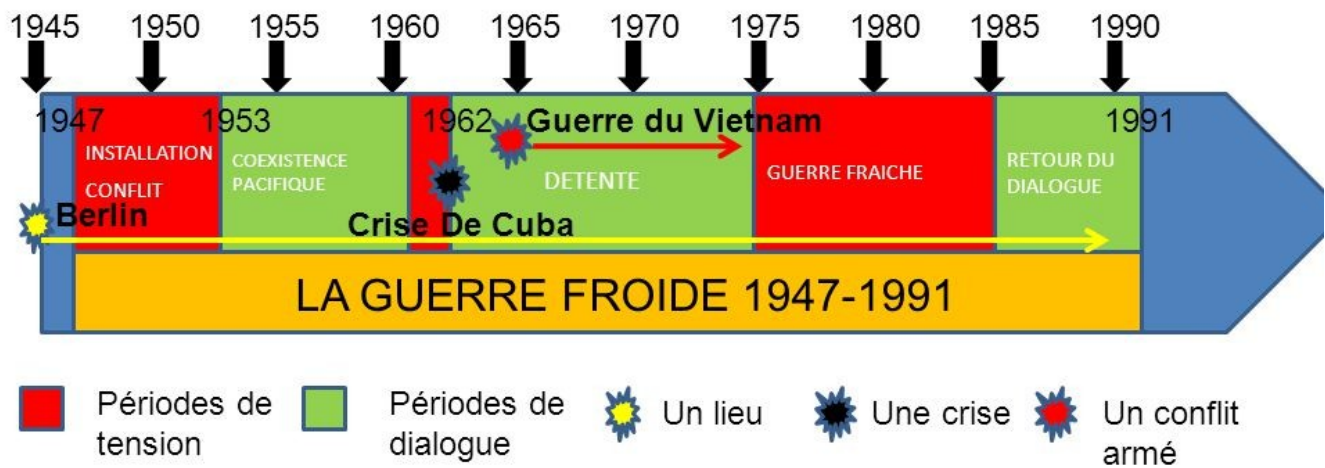 1945 1950 1955 1960 1965 1970 1975 1980 1985 1990
1947 1953 1962 Guerre du Vietnam 1991
INSTALLATION
CONFLIT
COEXISTENCE
PACIFIQUE
DETENTE
GUERRE FRAICHE
RETOUR DU
DIALOGUE
Berlin
Crise De Cuba
LA GUERRE FROIDE 1947-1991
Périodes de
tension
Périodes de
dialogue
Un lieu
Une crise
Un conflit
armé